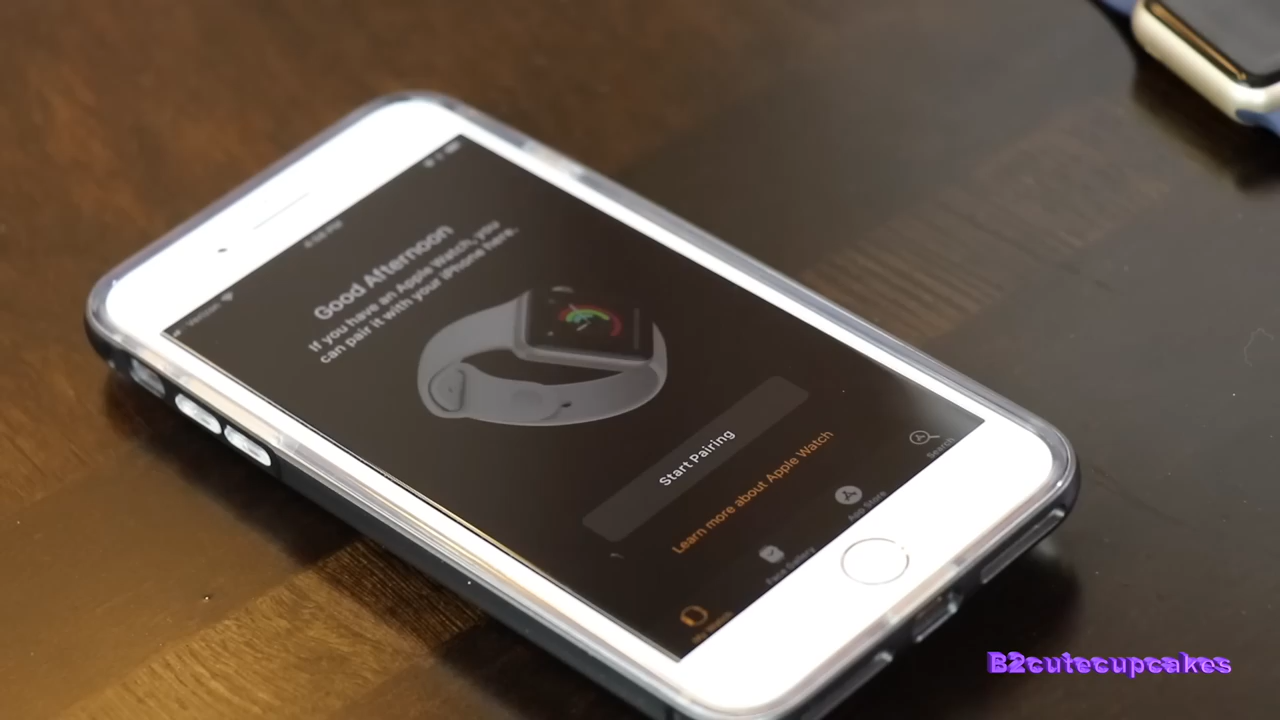 Verizon
Good Afternoon
If you have an Apple Watch, you
can pair it with your iPhone here.
Start Pairing
Learn more about Apple Watch
My Watch
Face Gallery
App Store
Search
B2cutecupcakes